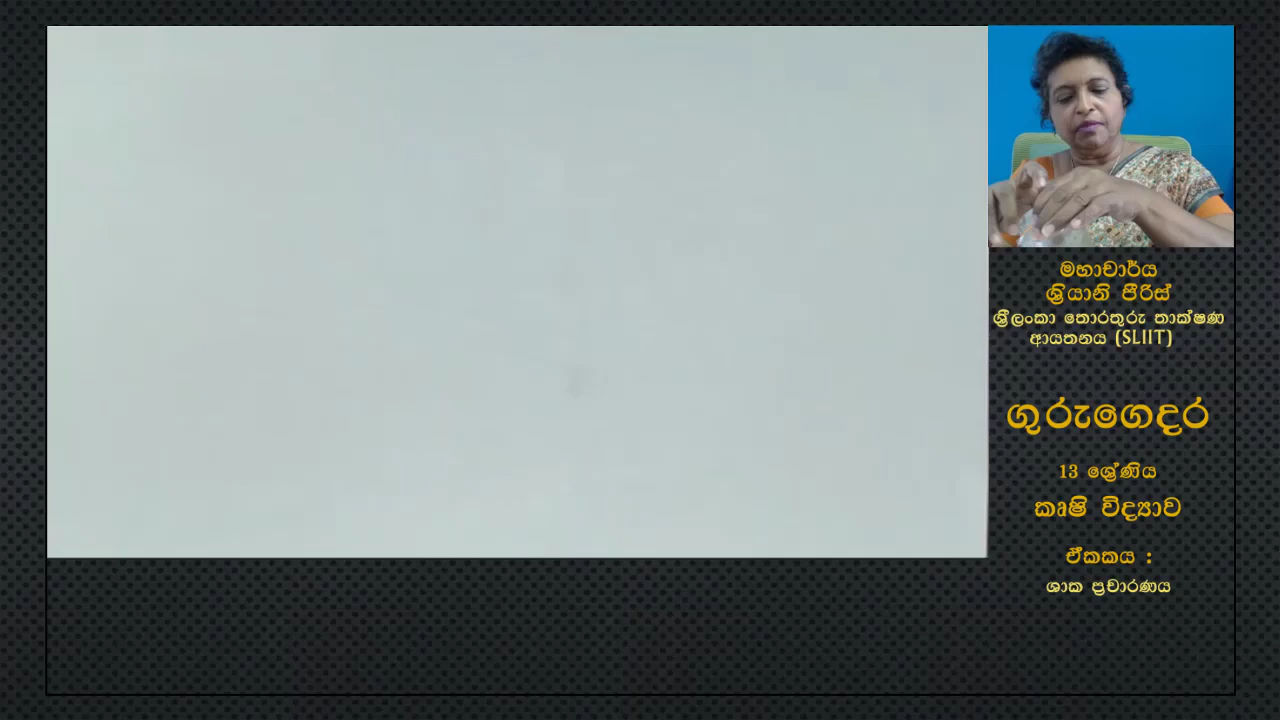 මහාචාර්ය
ශ්‍රියානි පීරිස්
ශ්‍රීලංකා තොරතුරු තාක්ෂණ
ආයතනය (SLIIT)
ගුරුගෙදර
13 ශ්‍රේණිය
කෘෂි විද්‍යාව
ඒකකය :
ශාක ප්‍රචාරණය